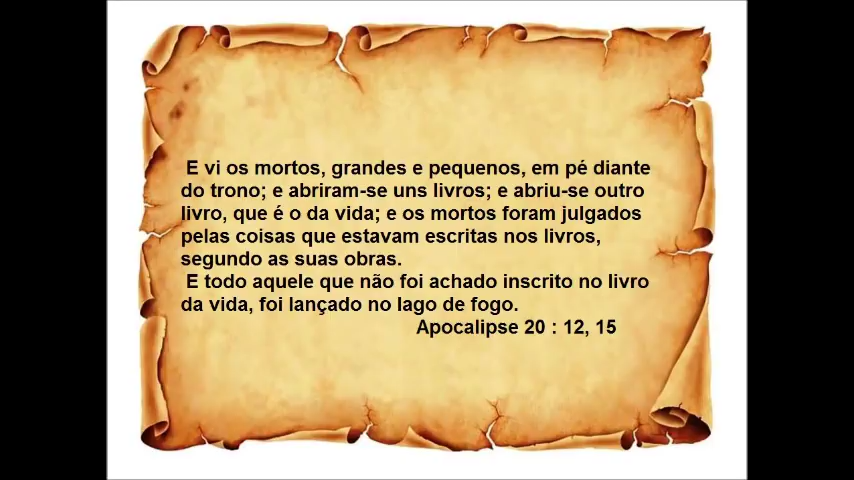 E vi os mortos, grandes e pequenos, em pé diante
do trono; e abriram-se uns livros; e abriu-se outro
livro, que é o da vida; e os mortos foram julgados
pelas coisas que estavam escritas nos livros,
segundo as suas obras.
E todo aquele que não foi achado inscrito no livro
da vida, foi lançado no lago de fogo.
Apocalipse 20 : 12, 15